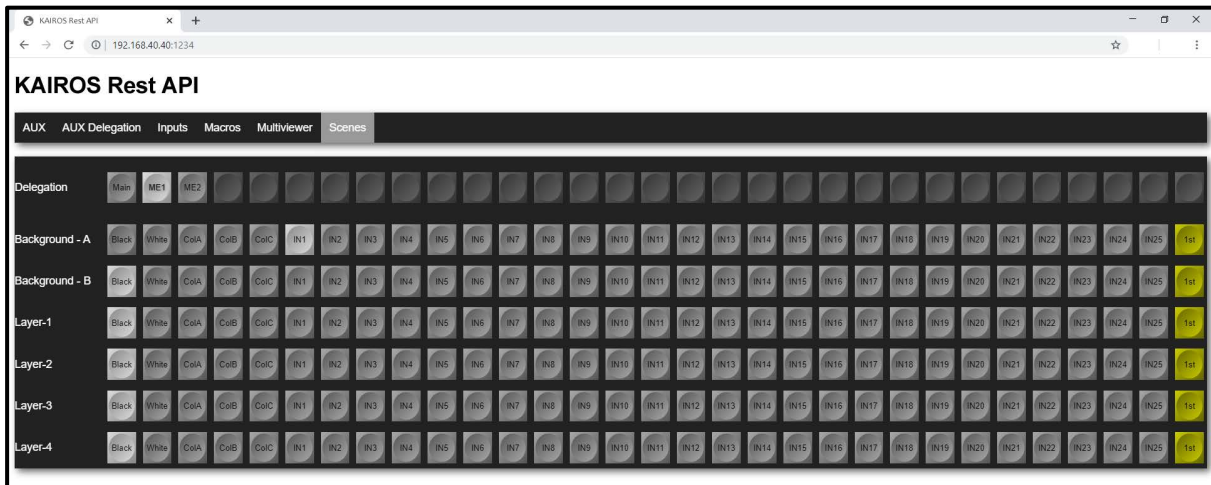 KAIROS Rest API
192.168.40.40:1234
KAIROS Rest API
AUX AUX Delegation Inputs Macros Multiviewer Scenes
Delegation Main ME1 ME2
Background - A Black White ColA ColB ColC IN1 IN2 IN3 IN4 IN5 IN6 IN7 IN8 IN9 IN10 IN11 IN12 IN13 IN14 IN15 IN16 IN17 IN18 IN19 IN20 IN21 IN22 IN23 IN24 IN25 1st
Background - B Black White ColA ColB ColC IN1 IN2 IN3 IN4 IN5 IN6 IN7 IN8 IN9 IN10 IN11 IN12 IN13 IN14 IN15 IN16 IN17 IN18 IN19 IN20 IN21 IN22 IN23 IN24 IN25 1st
Layer-1 Black White ColA ColB ColC IN1 IN2 IN3 IN4 IN5 IN6 IN7 IN8 IN9 IN10 IN11 IN12 IN13 IN14 IN15 IN16 IN17 IN18 IN19 IN20 IN21 IN22 IN23 IN24 IN25 1st
Layer-2 Black White ColA ColB ColC IN1 IN2 IN3 IN4 IN5 IN6 IN7 IN8 IN9 IN10 IN11 IN12 IN13 IN14 IN15 IN16 IN17 IN18 IN19 IN20 IN21 IN22 IN23 IN24 IN25 1st
Layer-3 Black White ColA ColB ColC IN1 IN2 IN3 IN4 IN5 IN6 IN7 IN8 IN9 IN10 IN11 IN12 IN13 IN14 IN15 IN16 IN17 IN18 IN19 IN20 IN21 IN22 IN23 IN24 IN25 1st
Layer-4 Black White ColA ColB ColC IN1 IN2 IN3 IN4 IN5 IN6 IN7 IN8 IN9 IN10 IN11 IN12 IN13 IN14 IN15 IN16 IN17 IN18 IN19 IN20 IN21 IN22 IN23 IN24 IN25 1st